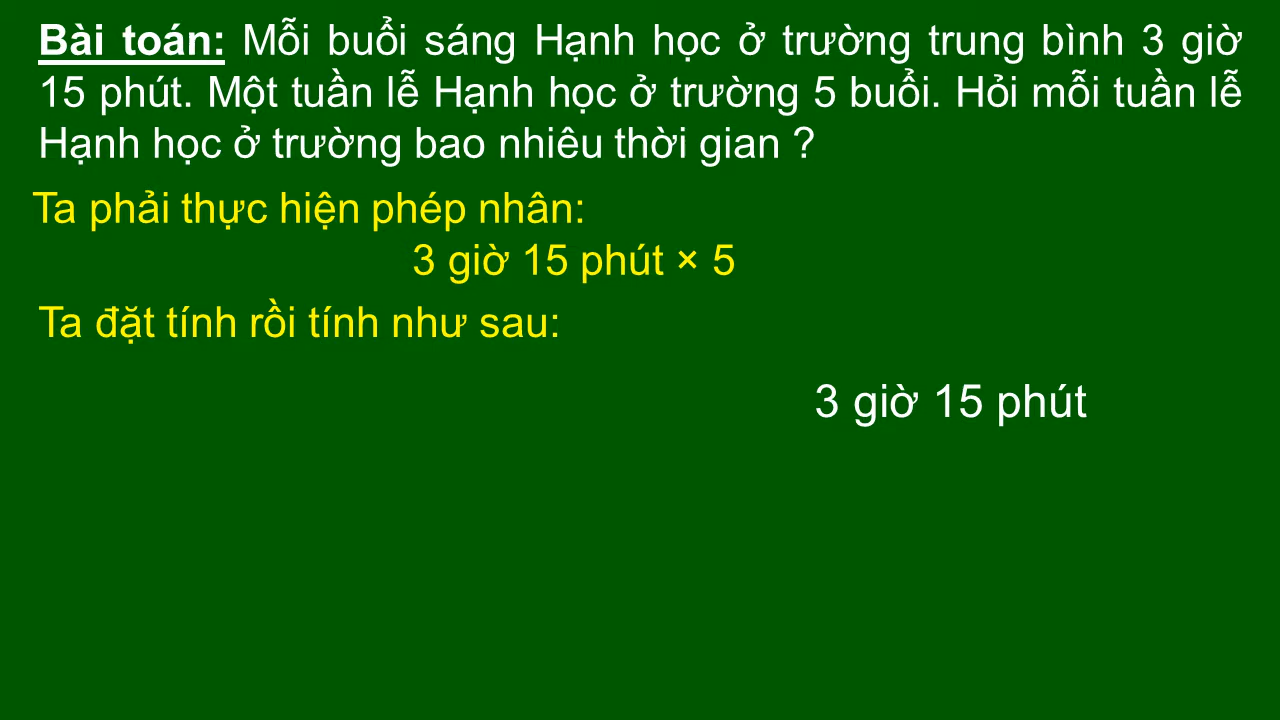 Bài toán: Mỗi buổi sáng Hạnh học ở trường trung bình 3 giờ
15 phút. Một tuần lễ Hạnh học ở trường 5 buổi. Hỏi mỗi tuần lễ
Hạnh học ở trường bao nhiêu thời gian ?
Ta phải thực hiện phép nhân:
3 giờ 15 phút × 5
Ta đặt tính rồi tính như sau:
3 giờ 15 phút